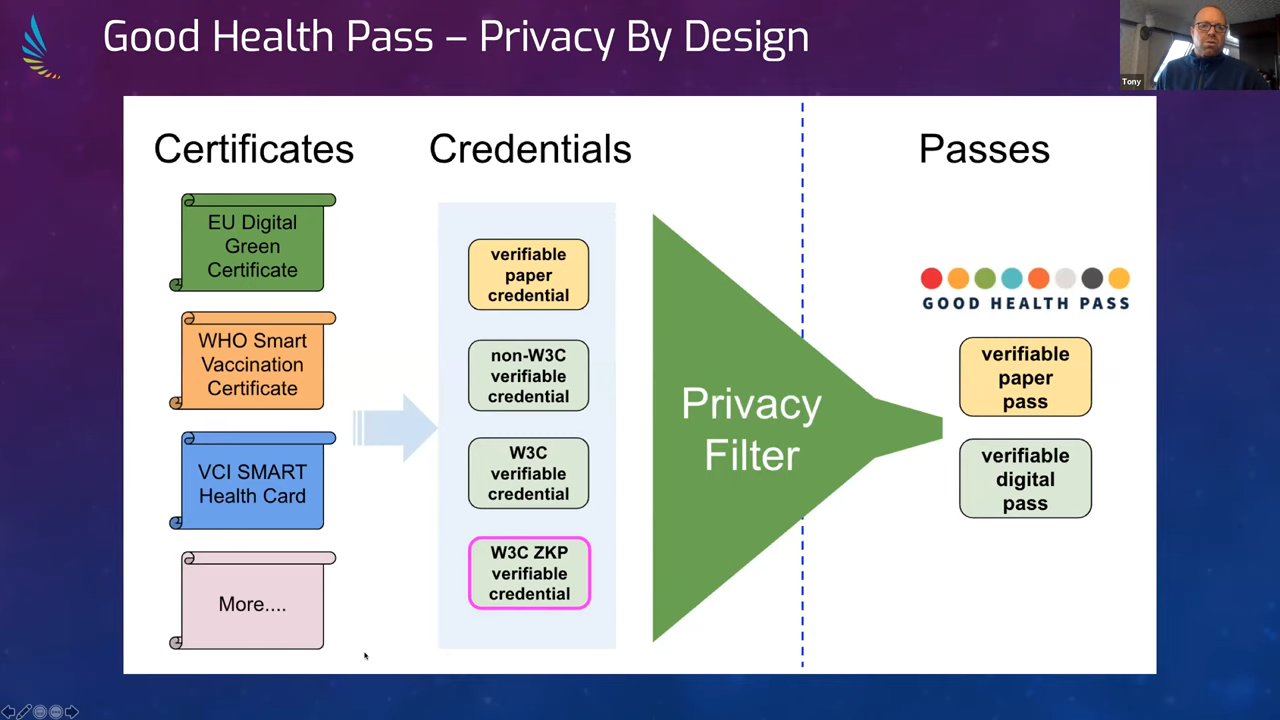 Good Health Pass – Privacy By Design
Tony
Certificates
Credentials
Passes
EU Digital
Green
Certificate
WHO Smart
Vaccination
Certificate
VCI SMART
Health Card
More....
verifiable
paper
credential
non-W3C
verifiable
credential
W3C
verifiable
credential
W3C ZKP
verifiable
credential
Privacy
Filter
GOOD HEALTH PASS
verifiable
paper
pass
verifiable
digital
pass